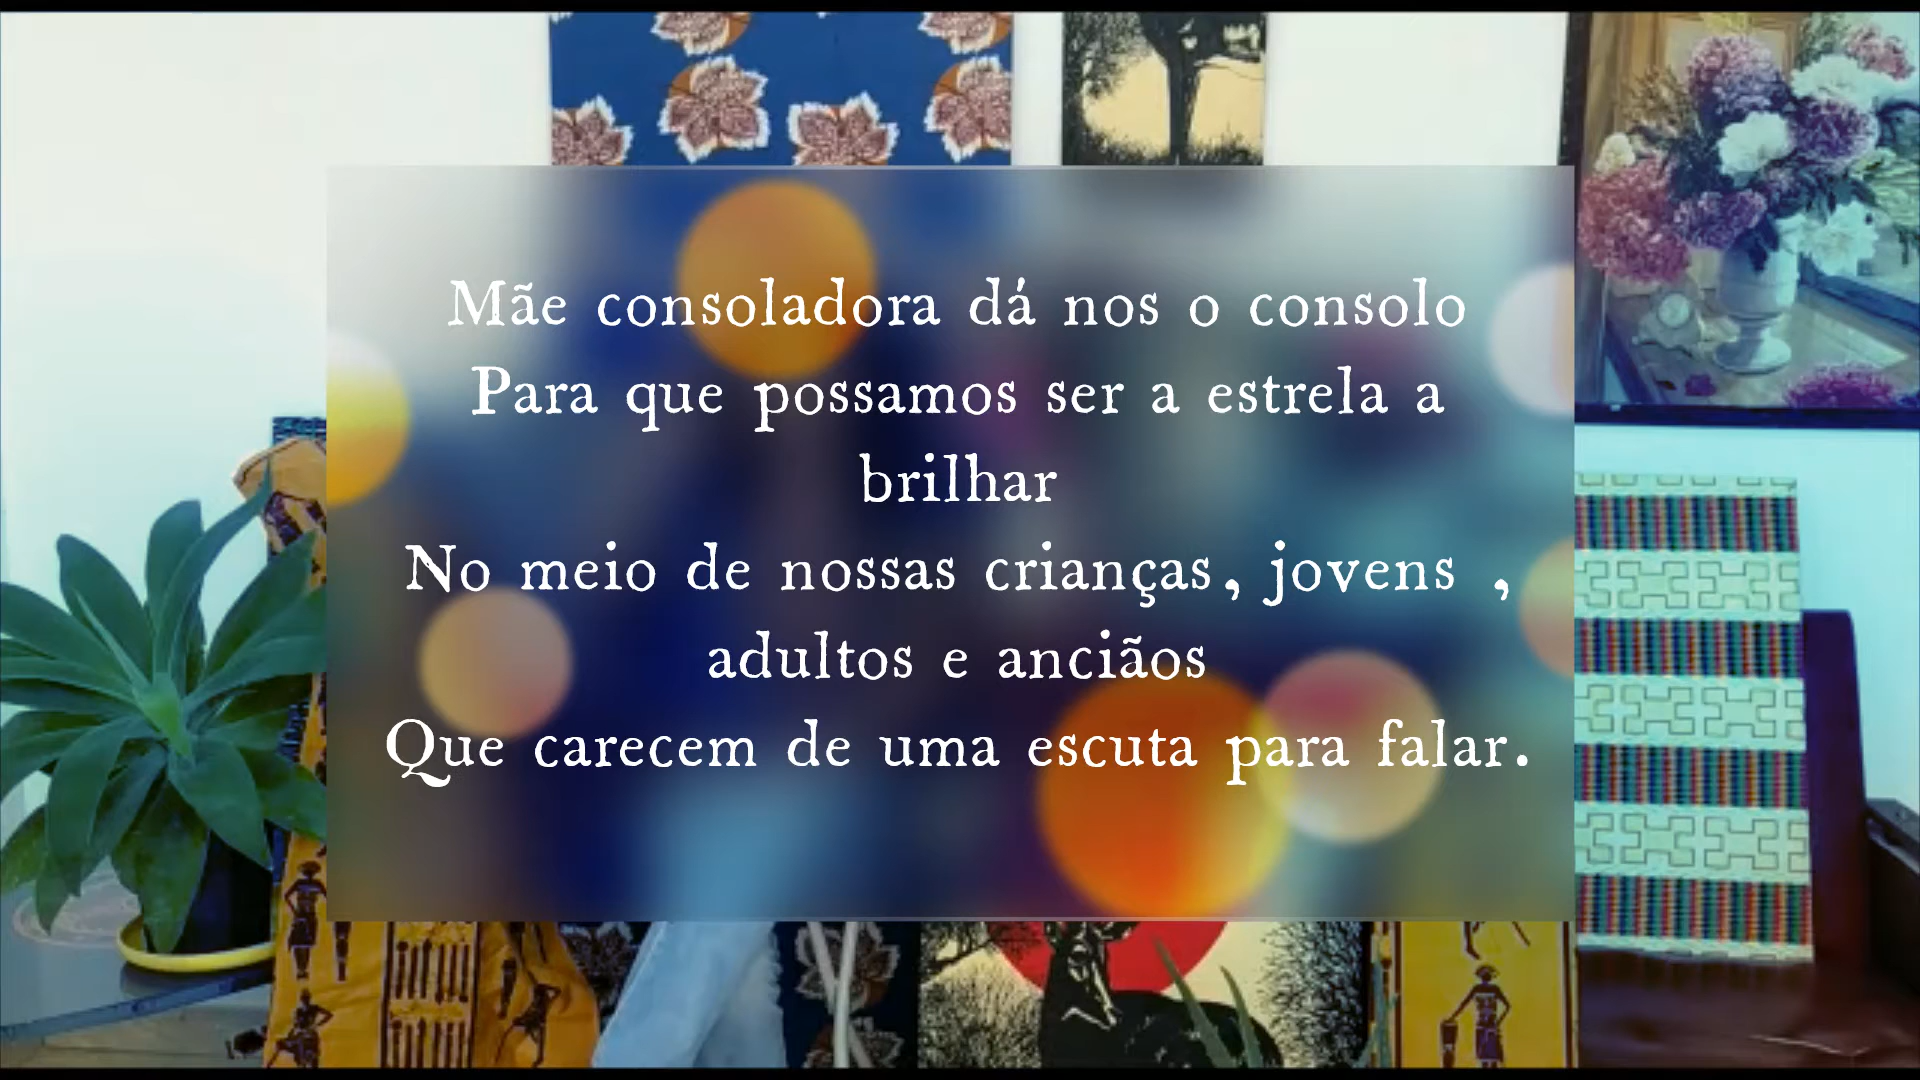 Mãe consoladora dá nos o consolo
Para que possamos ser a estrela a
brilhar
No meio de nossas crianças, jovens ,
adultos e anciãos
Que carecem de uma escuta para falar.